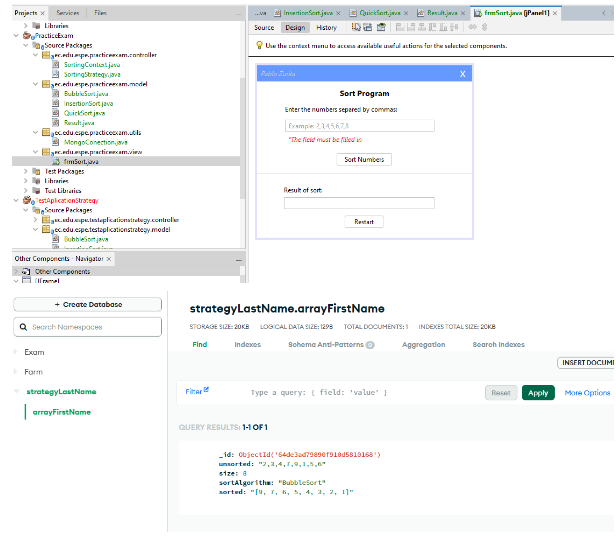 Projects × Services Files
...va InsertionSort.java × QuickSort.java × Result.java × frmSort.java [jPanel1] ×
Libraries
PracticeExam
Source Packages
ec.edu.espe.practiceexam.controller
SortingContext.java
SortingStrategy.java
ec.edu.espe.practiceexam.model
BubbleSort.java
InsertionSort.java
QuickSort.java
Result.java
ec.edu.espe.practiceexam.utils
MongoConection.java
ec.edu.espe.practiceexam.view
frmSort.java
Test Packages
Libraries
Test Libraries
TestAplicationStrategy
Source Packages
ec.edu.espe.testaplicationstrategy.controller
ec.edu.espe.testaplicationstrategy.model
BubbleSort.java
InsertionSort.java
Other Components - Navigator ×
Other Components
[JFrame]
Source Design History
Use the context menu to access available useful actions for the selected components.
X
Sort Program
Enter the numbers separed by commas:
Example: 2,3,4,5,6,7,8
*The field must be filled in
Sort Numbers
Result of sort:
Restart
+ Create Database
Search Namespaces
Exam
Form
strategyLastName
arrayFirstName
strategyLastName.arrayFirstName
STORAGE SIZE: 20KB LOGICAL DATA SIZE: 129B TOTAL DOCUMENTS: 1 INDEXES TOTAL SIZE: 20KB
Find Indexes Schema Anti-Patterns 0 Aggregation Search Indexes
INSERT DOCUM
Filter Type a query: { field: 'value' } Reset Apply More Options
QUERY RESULTS: 1-1 OF 1
_id: ObjectId('64de3ad79890f910d5810168')
unsorted: "2,3,4,7,9,1,5,6"
size: 8
sortAlgorithm: "BubbleSort"
sorted: "[9, 7, 6, 5, 4, 3, 2, 1]"